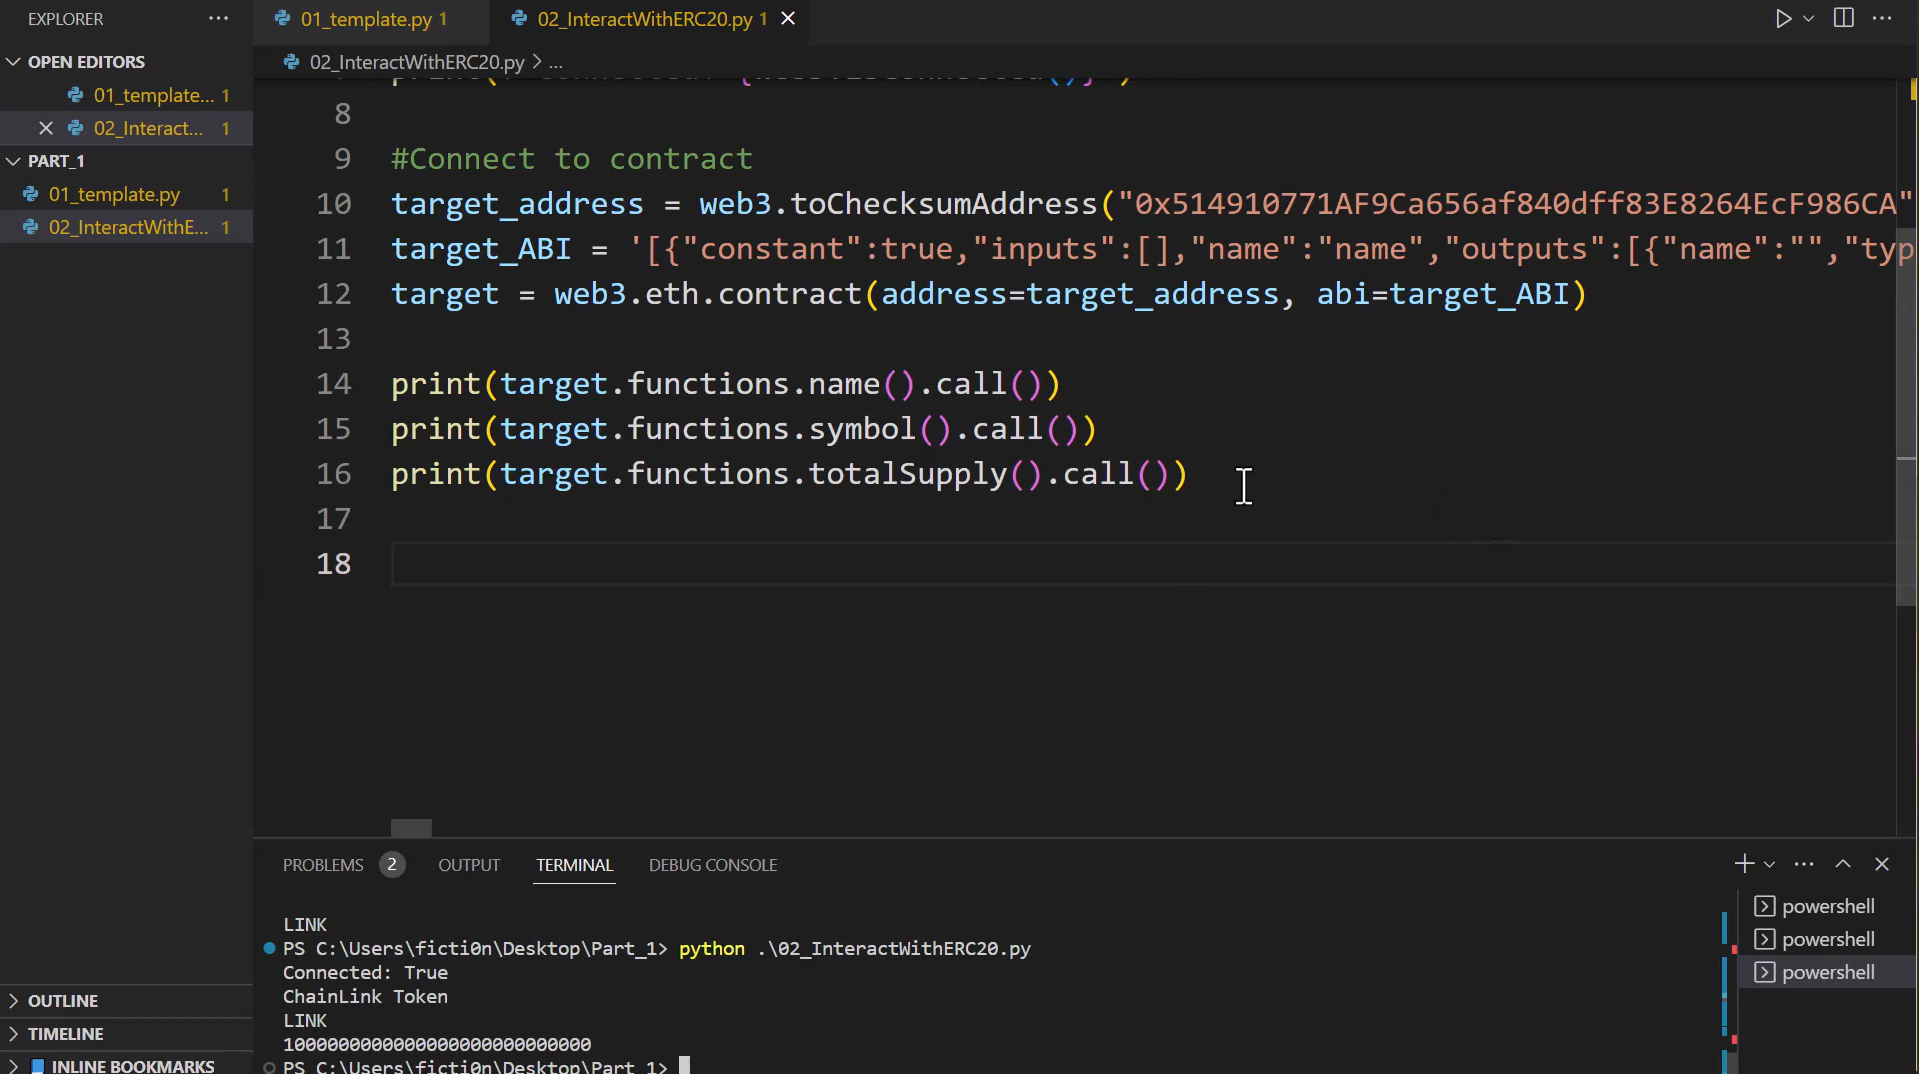 EXPLORER
01_template.py 1
02_InteractWithERC20.py 1
OPEN EDITORS
01_template... 1
02_Interact... 1
PART_1
01_template.py 1
02_InteractWithE... 1
OUTLINE
TIMELINE
INLINE BOOKMARKS
02_InteractWithERC20.py > ...
8
9 #Connect to contract
10 target_address = web3.toChecksumAddress("0x514910771AF9Ca656af840dff83E8264EcF986CA"
11 target_ABI = '[{"constant":true,"inputs":[],"name":"name","outputs":[{"name":"","typ
12 target = web3.eth.contract(address=target_address, abi=target_ABI)
13
14 print(target.functions.name().call())
15 print(target.functions.symbol().call())
16 print(target.functions.totalSupply().call())
17
18
PROBLEMS 2 OUTPUT TERMINAL DEBUG CONSOLE
LINK
PS C:\Users\ficti0n\Desktop\Part_1> python .\02_InteractWithERC20.py
Connected: True
ChainLink Token
LINK
1000000000000000000000000000
PS C:\Users\ficti0n\Desktop\Part_1>
powershell
powershell
powershell